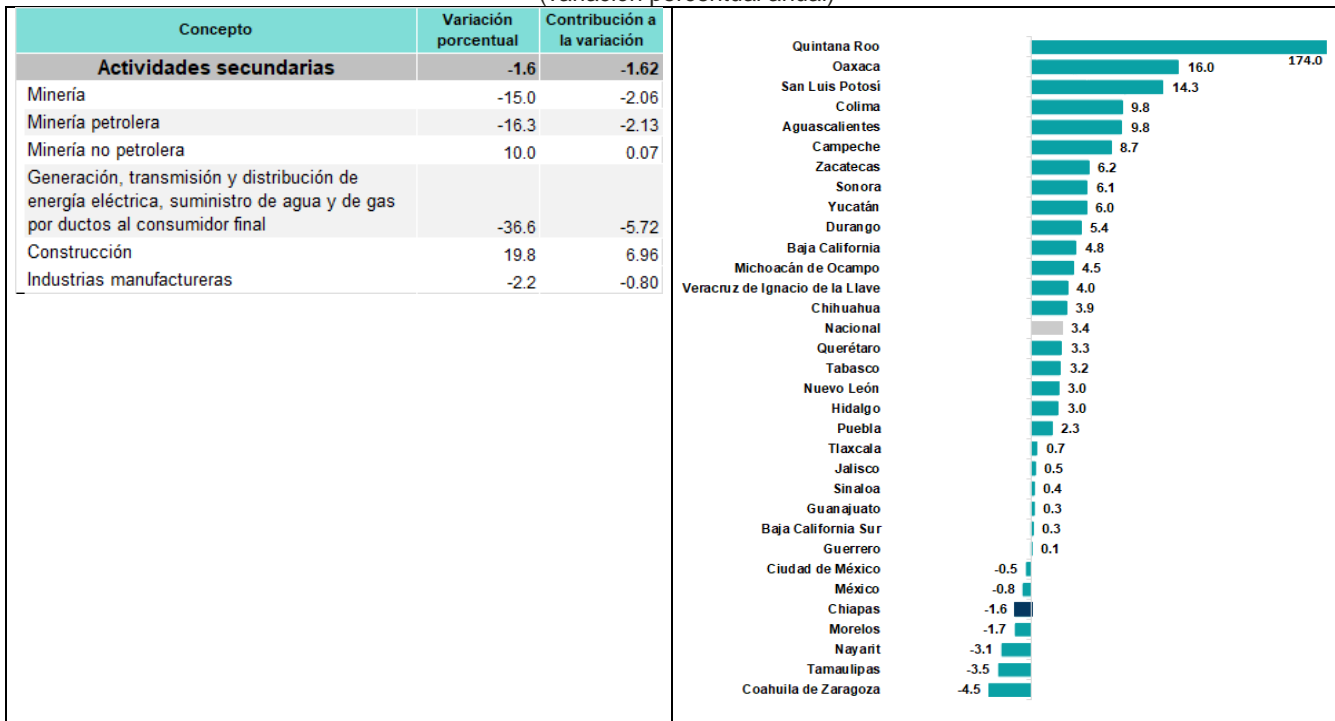 (variación porcentual anual)
Concepto Variación porcentual Contribución a la variación
Actividades secundarias -1.6 -1.62
Minería -15.0 -2.06
Minería petrolera -16.3 -2.13
Minería no petrolera 10.0 0.07
Generación, transmisión y distribución de
energía eléctrica, suministro de agua y de gas
por ductos al consumidor final -36.6 -5.72
Construcción 19.8 6.96
Industrias manufactureras -2.2 -0.80
Quintana Roo 174.0
Oaxaca 16.0
San Luis Potosí 14.3
Colima 9.8
Aguascalientes 9.8
Campeche 8.7
Zacatecas 6.2
Sonora 6.1
Yucatán 6.0
Durango 5.4
Baja California 4.8
Michoacán de Ocampo 4.5
Veracruz de Ignacio de la Llave 4.0
Chihuahua 3.9
Nacional 3.4
Querétaro 3.3
Tabasco 3.2
Nuevo León 3.0
Hidalgo 3.0
Puebla 2.3
Tlaxcala 0.7
Jalisco 0.5
Sinaloa 0.4
Guanajuato 0.3
Baja California Sur 0.3
Guerrero 0.1
Ciudad de México -0.5
México -0.8
Chiapas -1.6
Morelos -1.7
Nayarit -3.1
Tamaulipas -3.5
Coahuila de Zaragoza -4.5